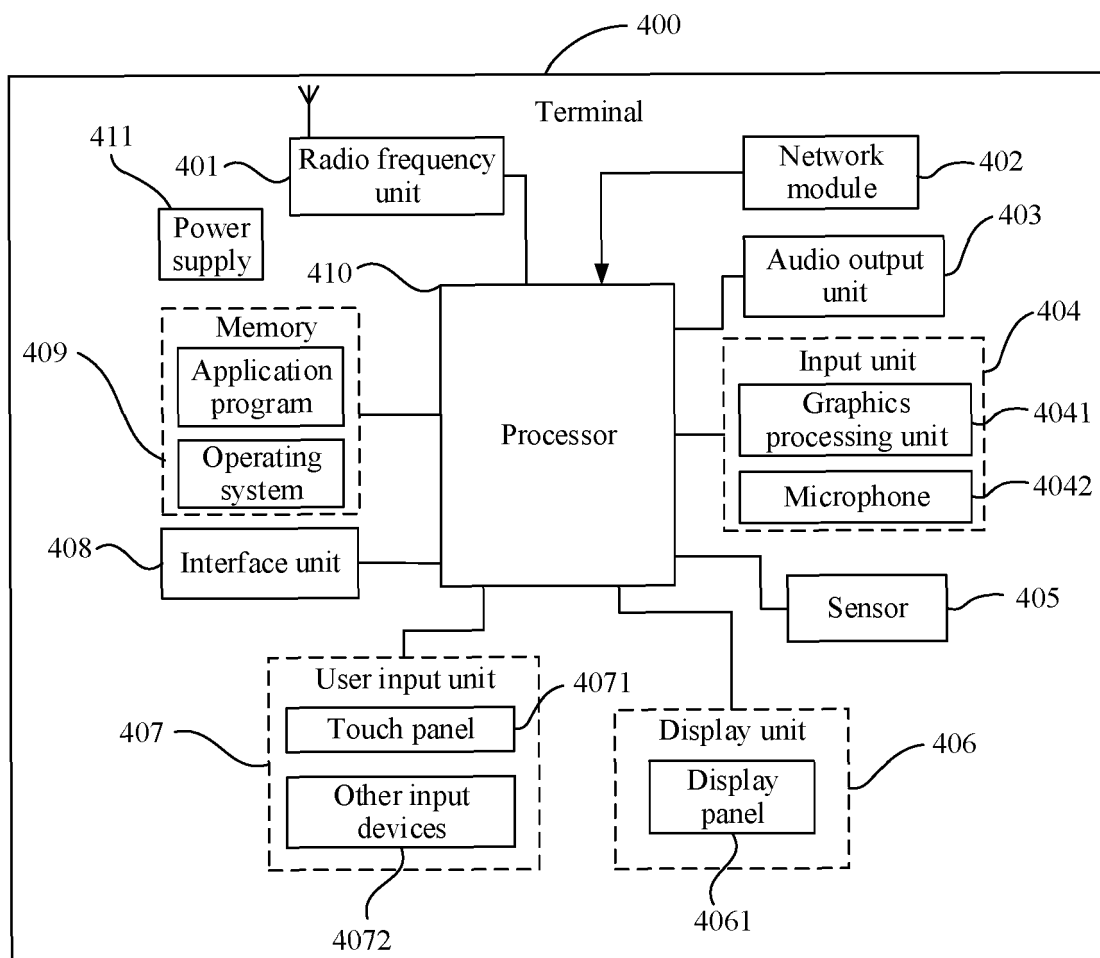 400
Terminal
411
401
Radio frequency
unit
Network
module
402
403
Power
supply
410
Audio output
unit
404
Memory
409
Application
program
Operating
system
Processor
Input unit
Graphics
processing unit
4041
Microphone
4042
408
Interface unit
Sensor
405
User input unit
4071
407
Touch panel
Other input
devices
4072
Display unit
406
Display
panel
4061